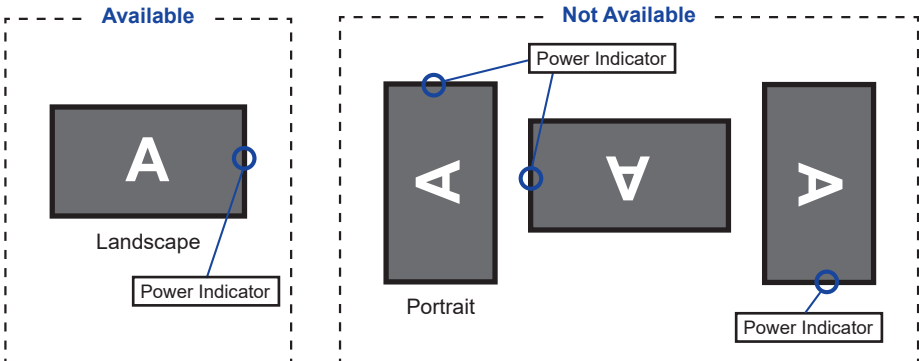 Available
A
Landscape
Power Indicator
Not Available
Power Indicator
A
A
A
Portrait
Power Indicator